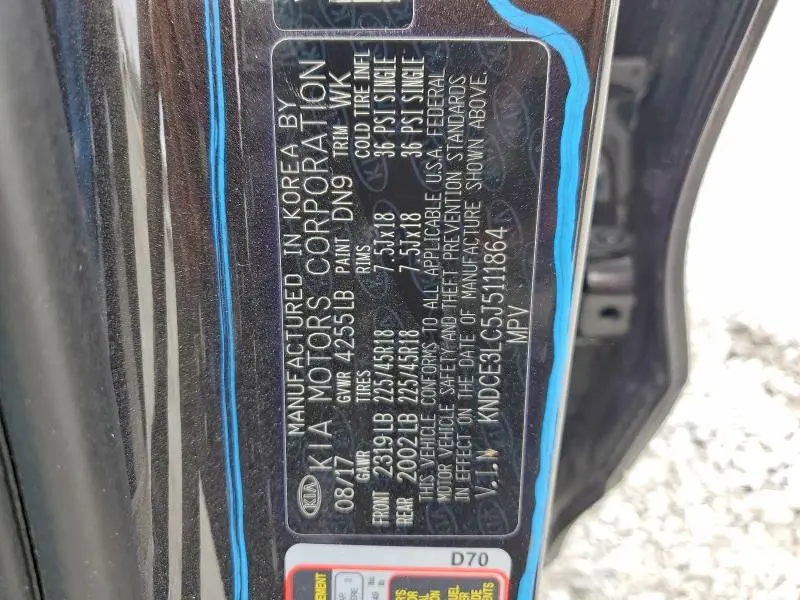 MANUFACTURED IN KOREA BY
KIA KIA MOTORS CORPORATION
08/17 GVWR 4255LB PAINT DN9 TRIM WK
GAWR TIRES RIMS COLD TIRE INFL
FRONT 2319LB 225/45R18 7.5Jx18 36 PSI SINGLE
REAR 2002LB 225/45R18 7.5Jx18 36 PSI SINGLE
THIS VEHICLE CONFORMS TO ALL APPLICABLE U.S.A. FEDERAL
MOTOR VEHICLE SAFETY AND THEFT PREVENTION STANDARDS
IN EFFECT ON THE DATE OF MANUFACTURE SHOWN ABOVE.
V.I.N. KNDCE3LC5J5111864
MPV
D70